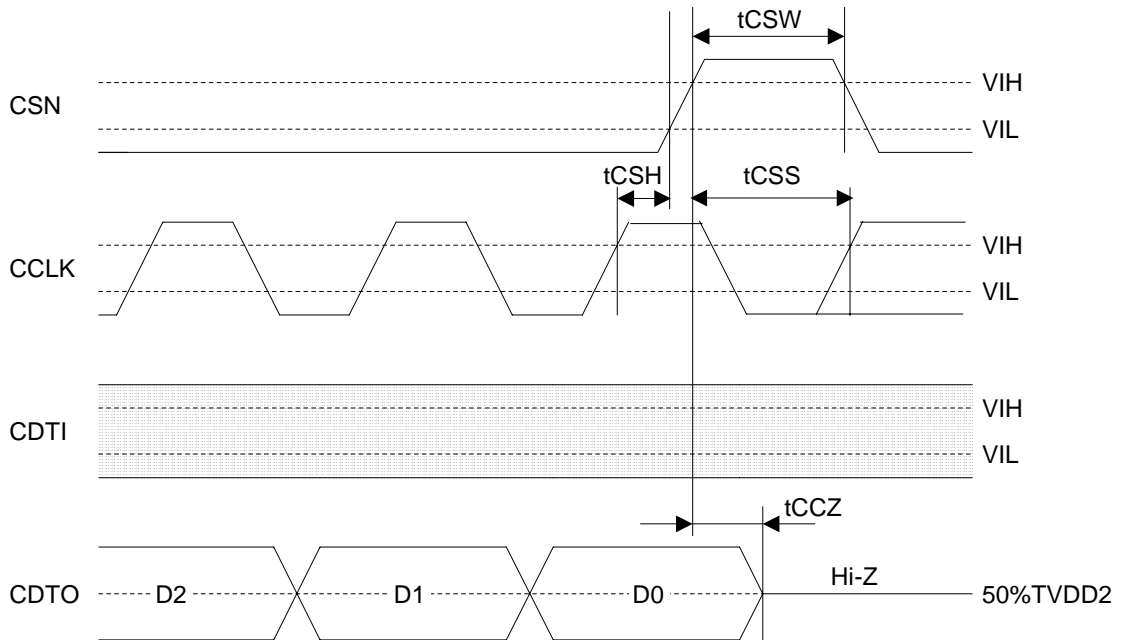 tCSW
VIH
CSN
VIL
tCSH
tCSS
VIH
CCLK
VIL
VIH
CDTI
VIL
tCCZ
CDTO
D2
D1
D0
Hi-Z
50%TVDD2